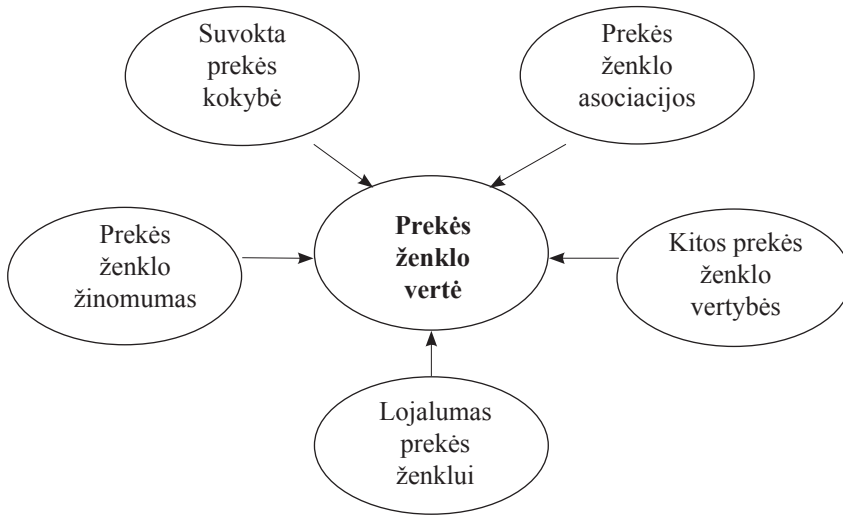 Suvokta
prekės
kokybė
Prekės
ženklo
asociacijos
Prekės
ženklo
žinomumas
Prekės
ženklo
vertė
Kitos prekės
ženklo
vertybės
Lojalumas
prekės
ženklui